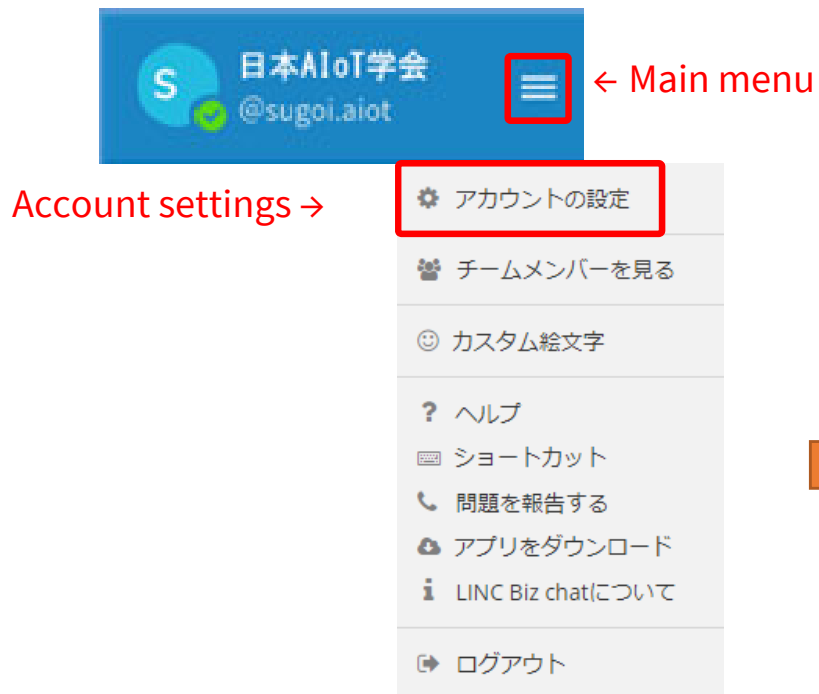 S
日本AIoT学会
@sugoi.aiot
← Main menu
Account settings →
アカウントの設定
チームメンバーを見る
カスタム絵文字
? ヘルプ
ショートカット
問題を報告する
アプリをダウンロード
i LINC Biz chatについて
ログアウト